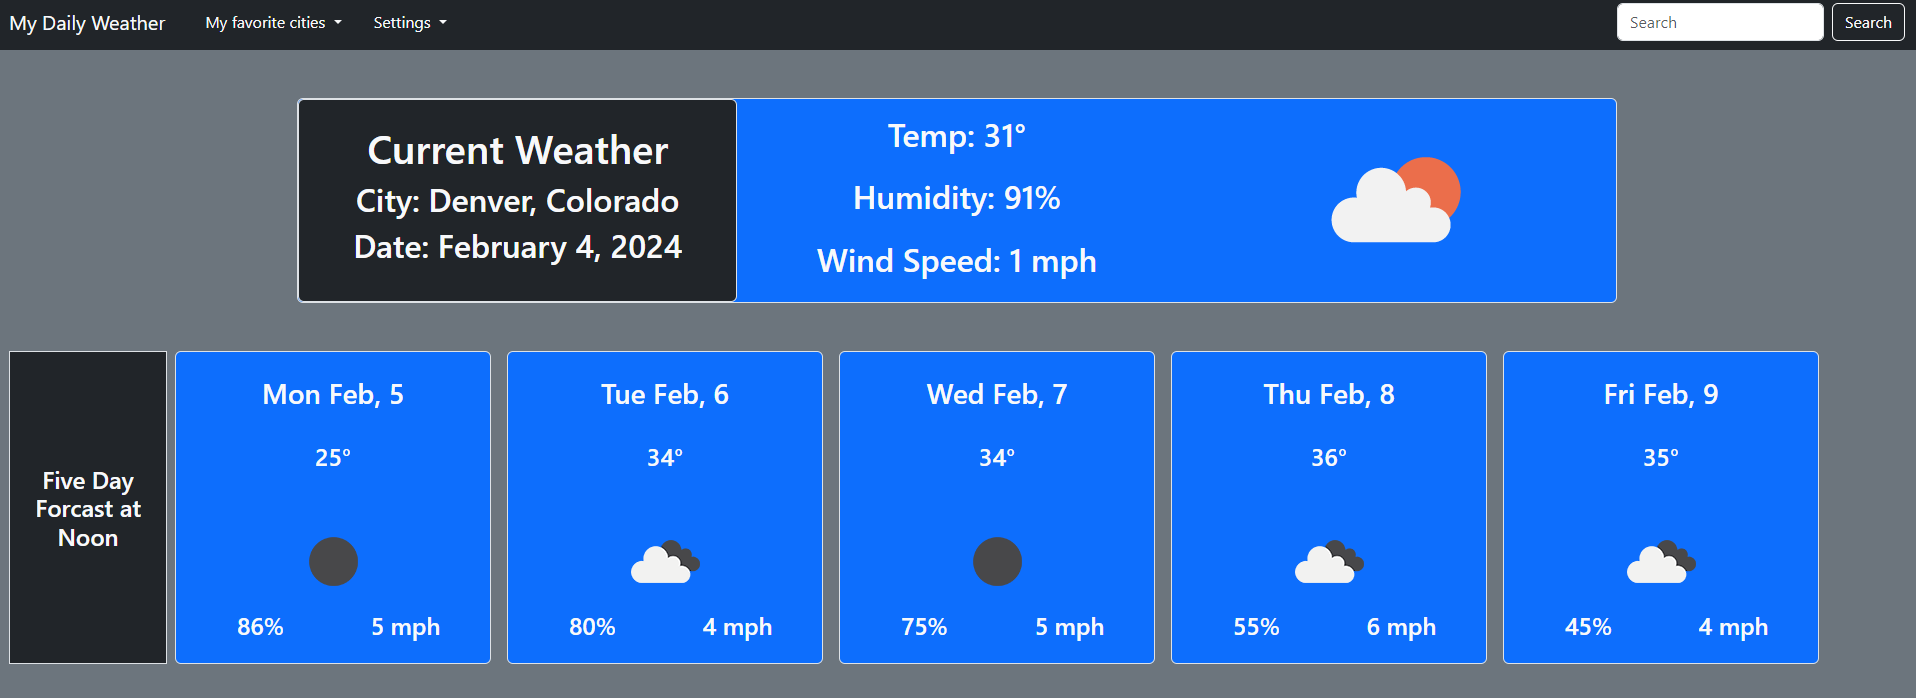 My Daily Weather
My favorite cities
Settings
Search
Search
Current Weather
City: Denver, Colorado
Date: February 4, 2024
Temp: 31°
Humidity: 91%
Wind Speed: 1 mph
Five Day
Forcast at
Noon
Mon Feb, 5
25°
86% 5 mph
Tue Feb, 6
34°
80% 4 mph
Wed Feb, 7
34°
75% 5 mph
Thu Feb, 8
36°
55% 6 mph
Fri Feb, 9
35°
45% 4 mph